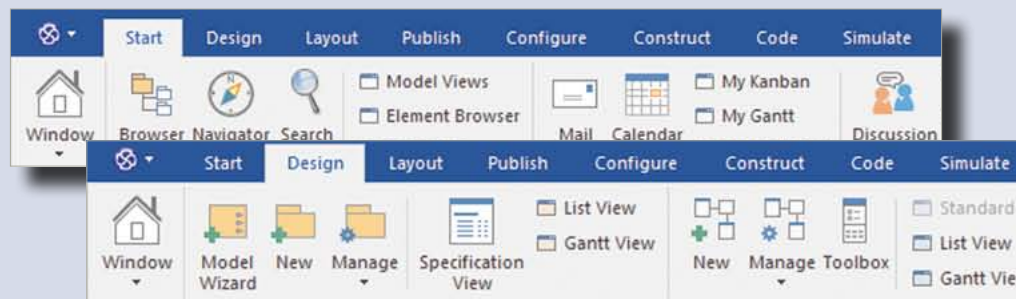 Start Design Layout Publish Configure Construct Code Simulate
Model Views
My Kanban
Element Browser
My Gantt
Window Browser Navigator Search Mail Calendar Discussion
Start Design Layout Publish Configure Construct Code Simulate
List View
Standard
Gantt View
List View
Window Model New Manage Specification New Manage Toolbox
Wizard View Gantt Vie